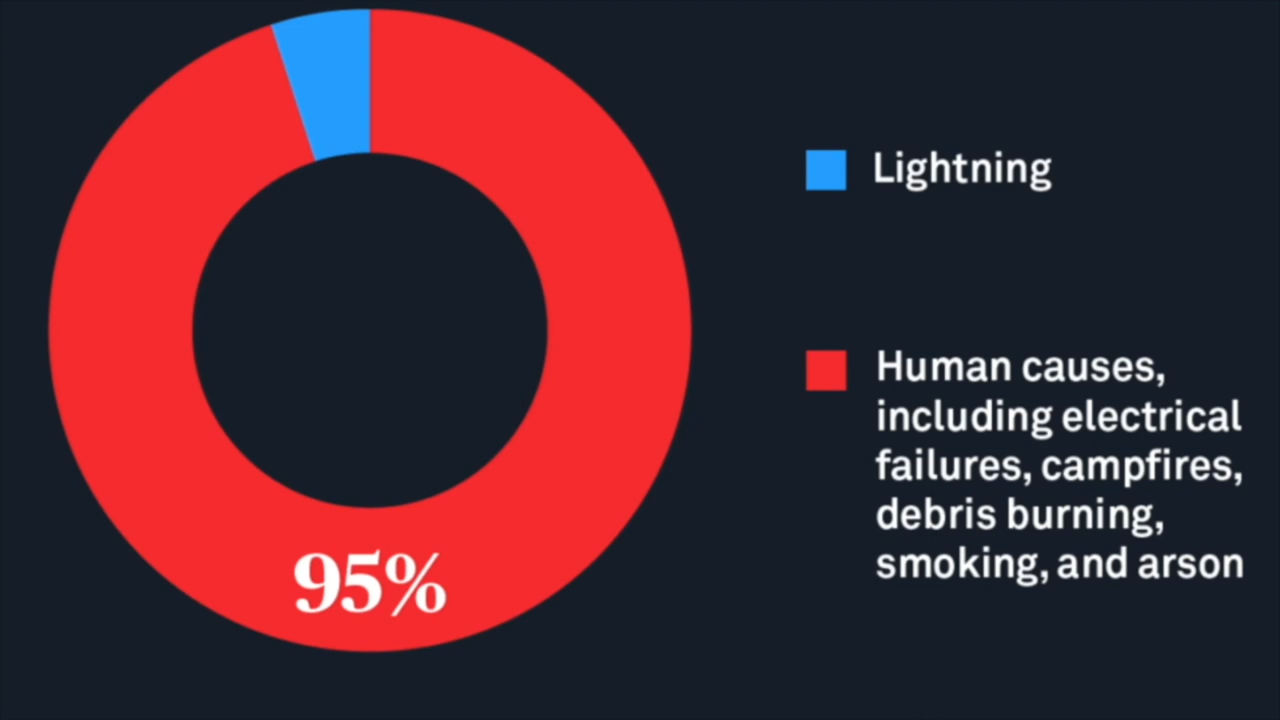 Lightning
Human causes,
including electrical
failures, campfires,
debris burning,
smoking, and arson
95%